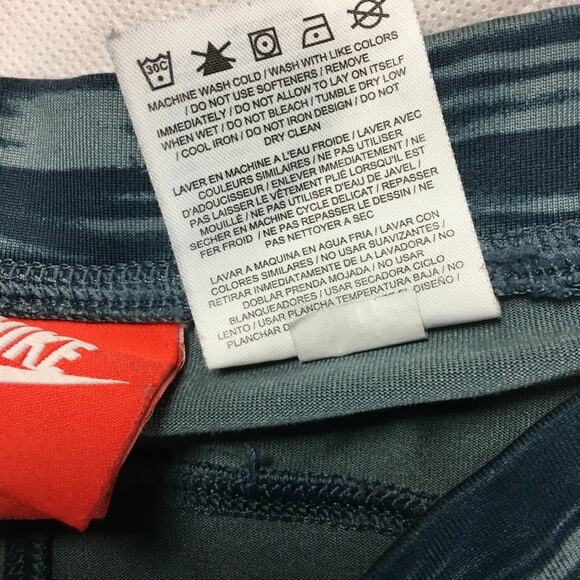 30C
MACHINE WASH COLD / WASH WITH LIKE COLORS
/ DO NOT USE SOFTENERS / REMOVE
IMMEDIATELY / DO NOT ALLOW TO LAY ON ITSELF
WHEN WET / DO NOT BLEACH / TUMBLE DRY LOW
/ COOL IRON / DO NOT IRON DESIGN / DO NOT
DRY CLEAN
LAVER EN MACHINE A L'EAU FROIDE / LAVER AVEC
COULEURS SIMILAIRES / NE PAS UTILISER
D'ADOUCISSEUR / ENLEVER IMMEDIATEMENT / NE
PAS LAISSER LE VÊTEMENT PLIÉ LORSQU'IL EST
MOUILLÉ / NE PAS UTILISER D'EAU DE JAVEL /
SECHER EN MACHINE CYCLE DELICAT / REPASSER
FER FROID / NE PAS REPASSER LE DESSIN / NE
PAS NETTOYER A SEC
LAVAR A MAQUINA EN AGUA FRIA / LAVAR CON
COLORES SIMILARES / NO USAR SUAVIZANTES /
RETIRAR INMEDIATAMENTE DE LA LAVADORA / NO
DOBLAR PRENDA MOJADA / NO USAR
BLANQUEADORES / USAR SECADORA CICLO
LENTO / USAR PLANCHA TEMPERATURA BAJA / NO
PLANCHAR DISEÑO /
NIKE